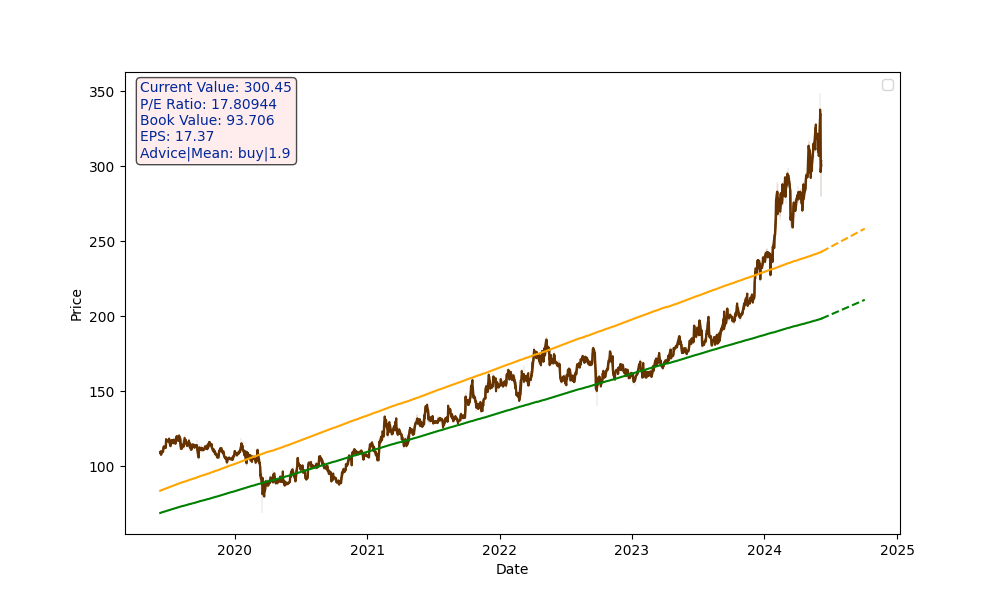 Current Value: 300.45
P/E Ratio: 17.80944
Book Value: 93.706
EPS: 17.37
Advice|Mean: buy|1.9
350
300
250
200
150
100
Price
2020
2021
2022
2023
2024
2025
Date